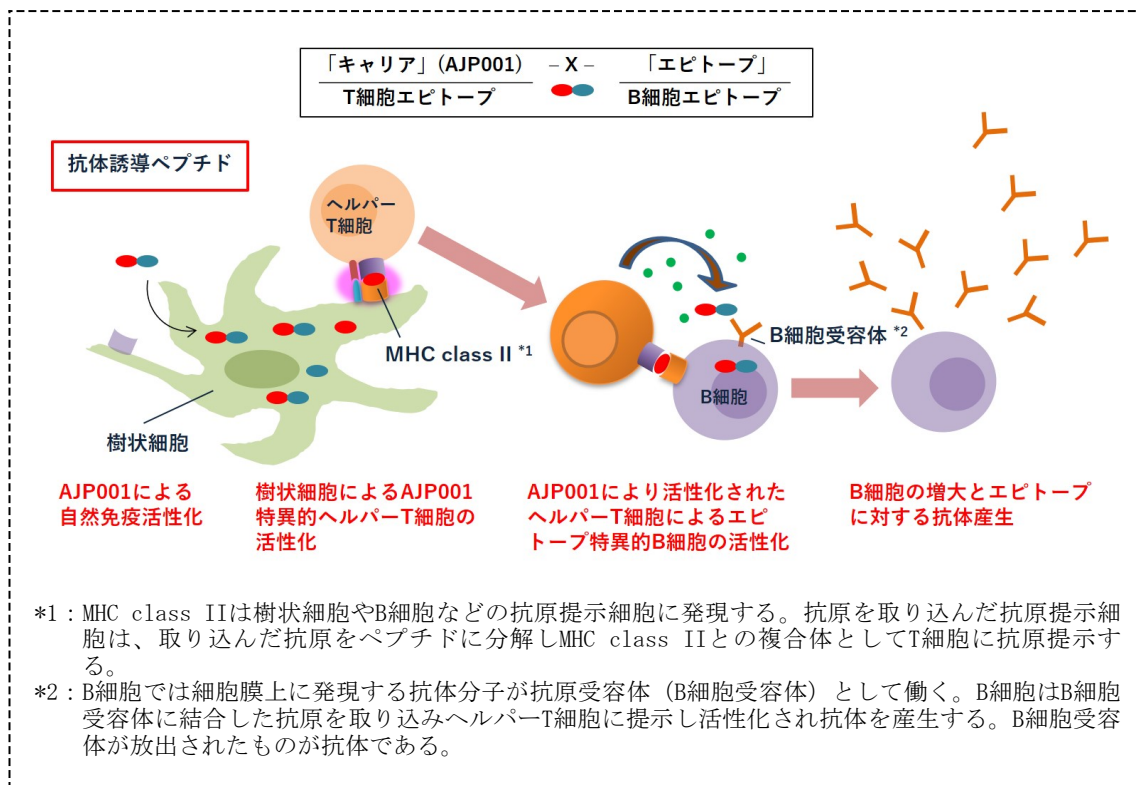 「キャリア」(AJP001) – X – 「エピトープ」
T細胞エピトープ B細胞エピトープ
抗体誘導ペプチド
ヘルパー
T細胞
MHC class II *1
B細胞受容体 *2
B細胞
樹状細胞
AJP001による
自然免疫活性化
樹状細胞によるAJP001
特異的ヘルパーT細胞の
活性化
AJP001により活性化された
ヘルパーT細胞によるエピ
トープ特異的B細胞の活性化
B細胞の増大とエピトープ
に対する抗体産生
*1：MHC class IIは樹状細胞やB細胞などの抗原提示細胞に発現する。抗原を取り込んだ抗原提示細
胞は、取り込んだ抗原をペプチドに分解しMHC class IIとの複合体としてT細胞に抗原提示す
る。
*2：B細胞では細胞膜上に発現する抗体分子が抗原受容体（B細胞受容体）として働く。B細胞はB細胞
受容体に結合した抗原を取り込みヘルパーT細胞に提示し活性化され抗体を産生する。B細胞受容
体が放出されたものが抗体である。